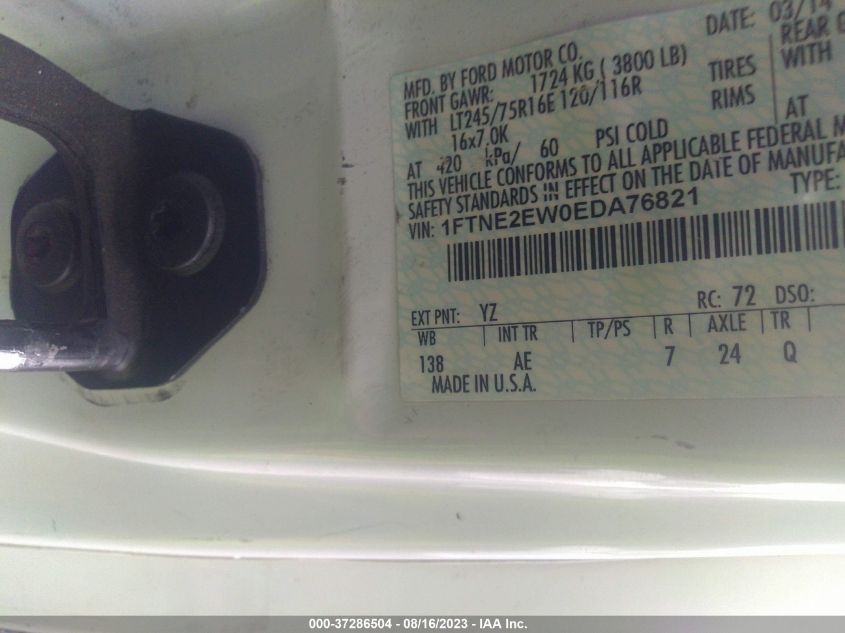 DATE: 03/14
MFD. BY FORD MOTOR CO.
FRONT GAWR: 1724 KG ( 3800 LB) REAR
WITH LT245/75R16E 120/116R TIRES WITH
16x7.0K RIMS
AT 420 kPa/ 60 PSI COLD AT
THIS VEHICLE CONFORMS TO ALL APPLICABLE FEDERAL
SAFETY STANDARDS IN EFFECT ON THE DATE OF
VIN: 1FTNE2EW0EDA76821 TYPE:
EXT PNT: YZ RC: 72 DSO:
WB INT TR TP/PS R AXLE TR
138 AE 7 24 Q
MADE IN U.S.A.
000-37286504 - 08/16/2023 - IAA Inc.